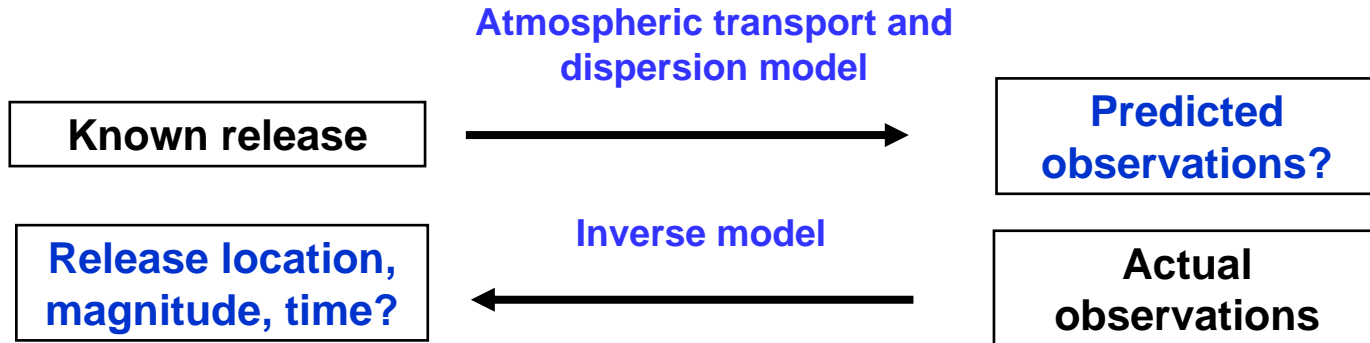 Atmospheric transport and
dispersion model
Known release
Predicted
observations?
Release location,
magnitude, time?
Inverse model
Actual
observations